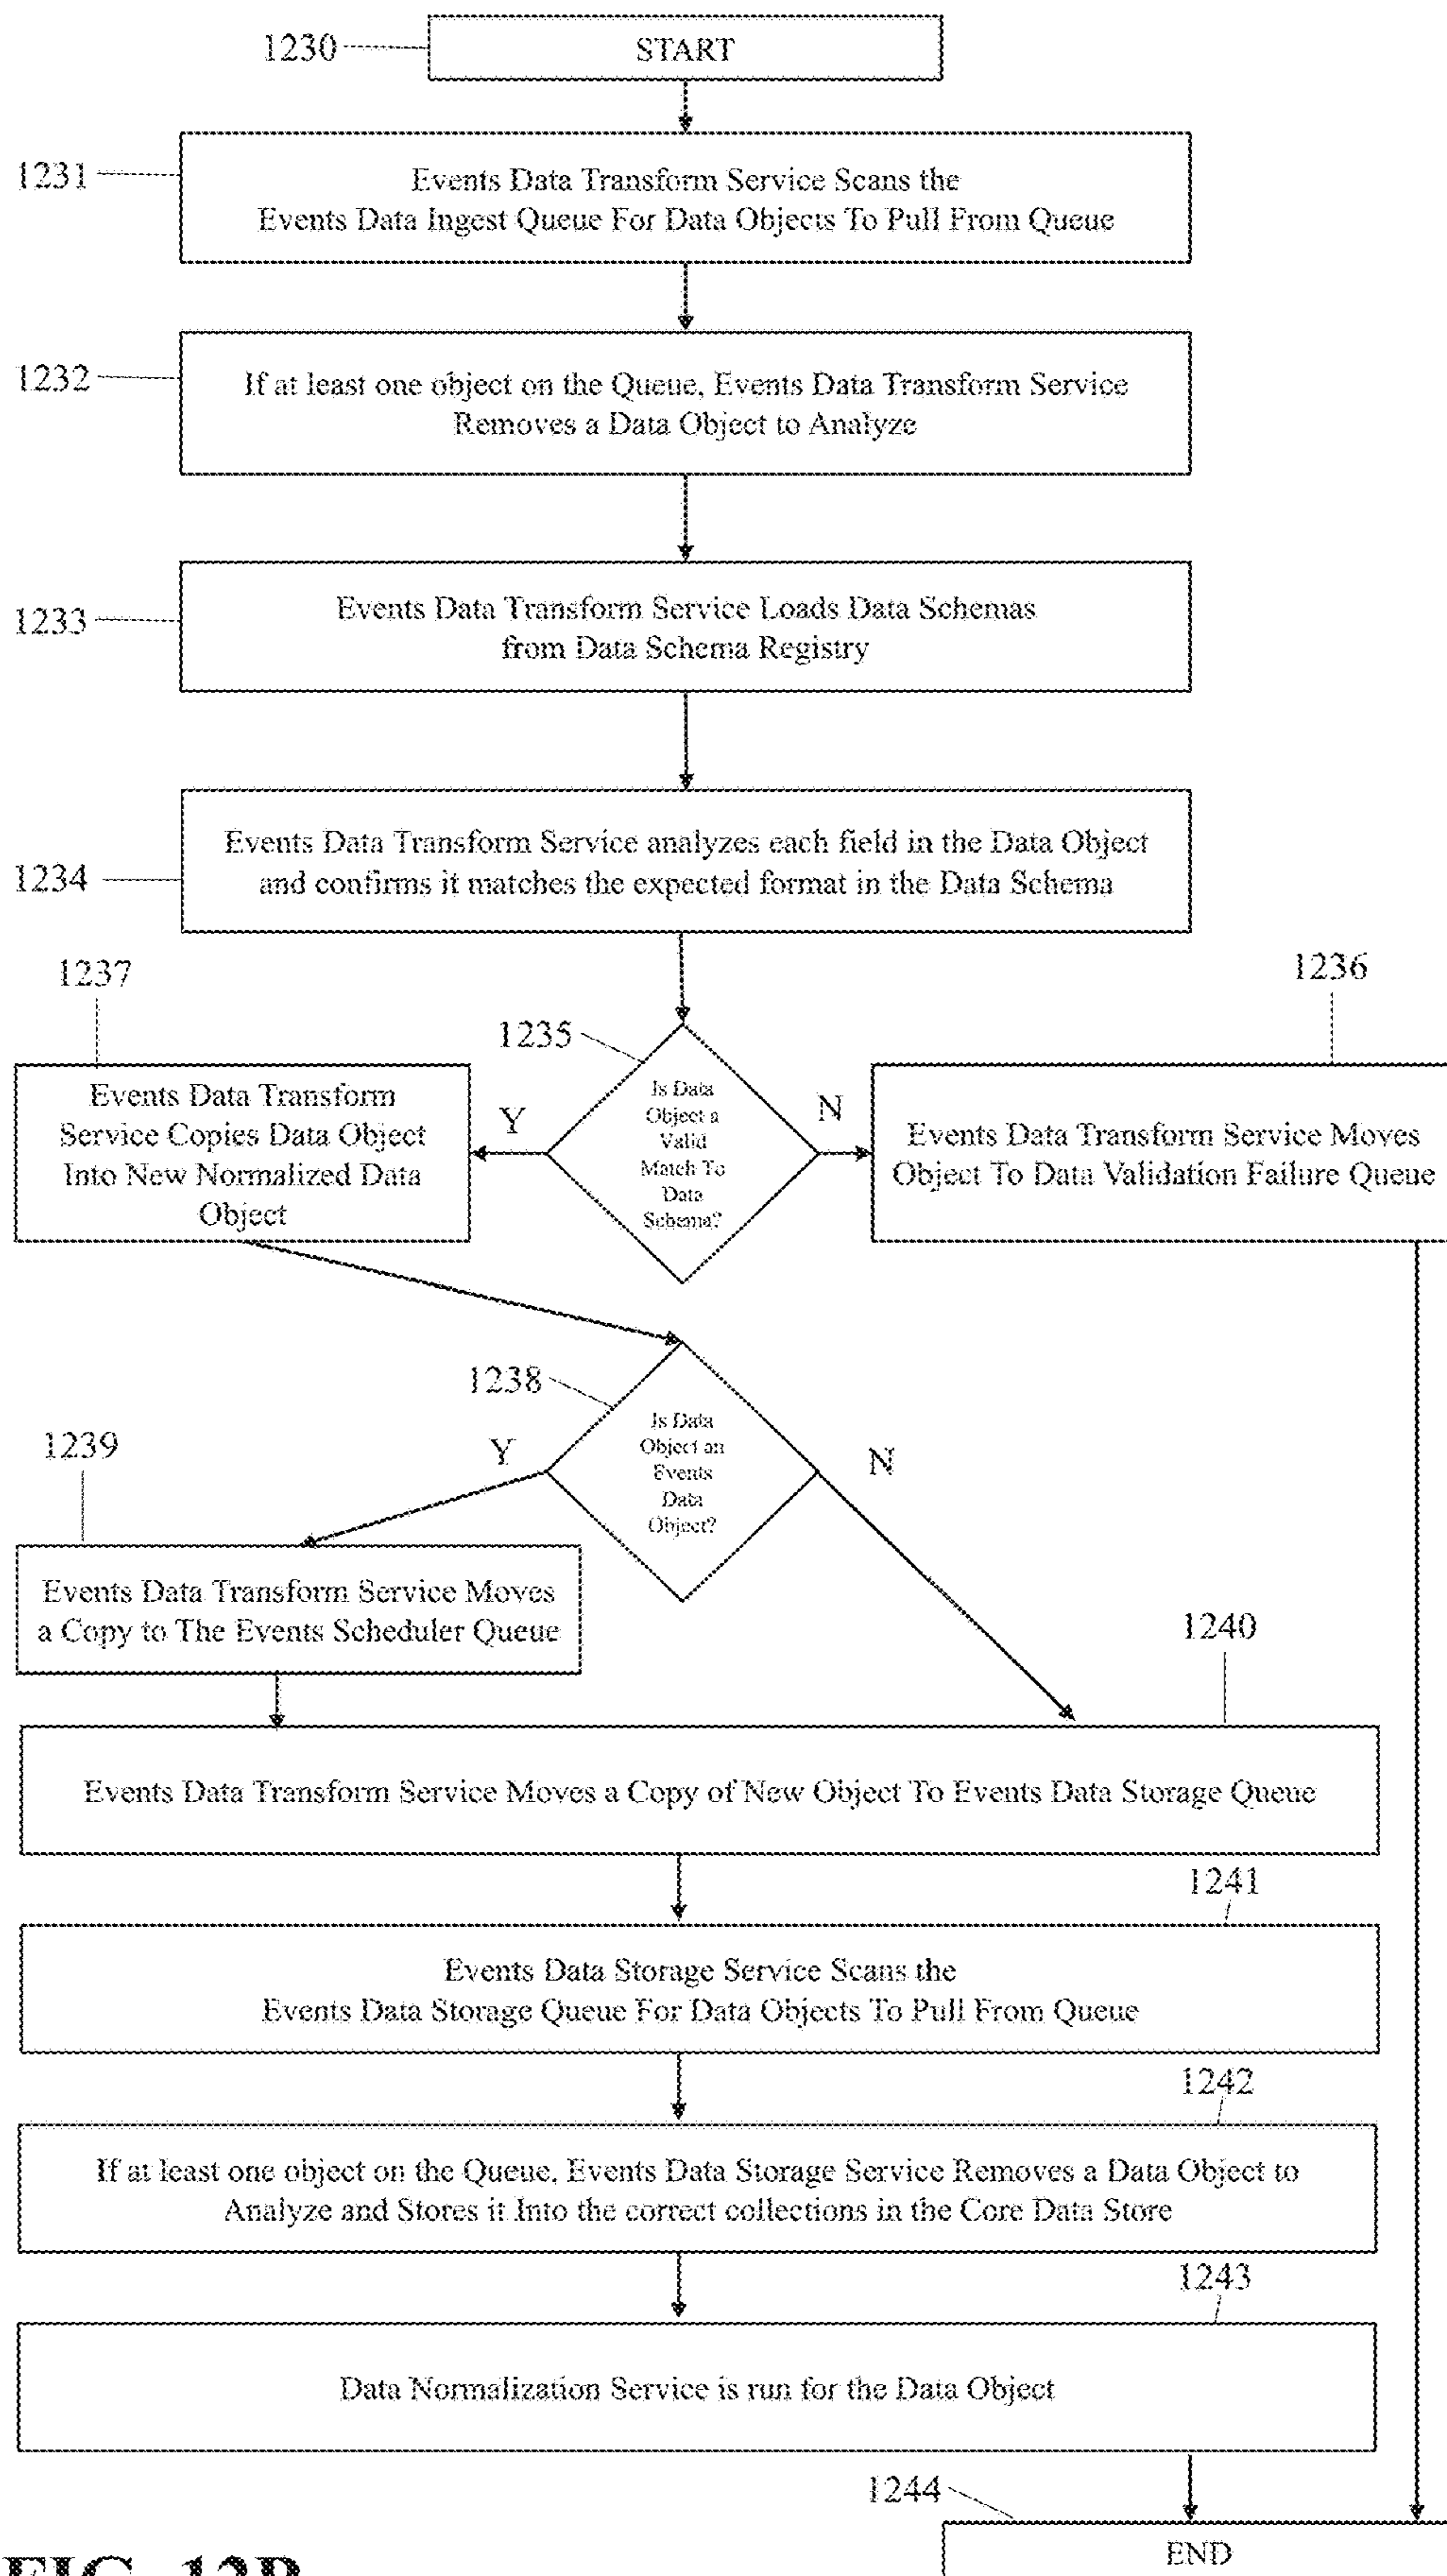 1230
START
1231
Events Data Transform Service Scans the
Events Data Ingest Queue For Data Objects To Pull From Queue
1232
If at least one object on the Queue, Events Data Transform Service
Removes a Data Object to Analyze
1233
Events Data Transform Service Loads Data Schemas
from Data Schema Registry
1234
Events Data Transform Service analyzes each field in the Data Object
and confirms it matches the expected format in the Data Schema
1237
1236
1235
Events Data Transform
Service Copies Data Object
Into New Normalized Data
Object
Y
Is Data
Object a
Valid
Match To
Data
Schema?
N
Events Data Transform Service Moves
Object To Data Validation Failure Queue
1238
Is Data
Object an
Events
Data
Object?
Y
N
1239
Events Data Transform Service Moves
a Copy to The Events Scheduler Queue
1240
Events Data Transform Service Moves a Copy of New Object To Events Data Storage Queue
1241
Events Data Storage Service Scans the
Events Data Storage Queue For Data Objects To Pull From Queue
1242
If at least one object on the Queue, Events Data Storage Service Removes a Data Object to
Analyze and Stores it Into the correct collections in the Core Data Store
1243
Data Normalization Service is run for the Data Object
1244
END
FIG. 12B